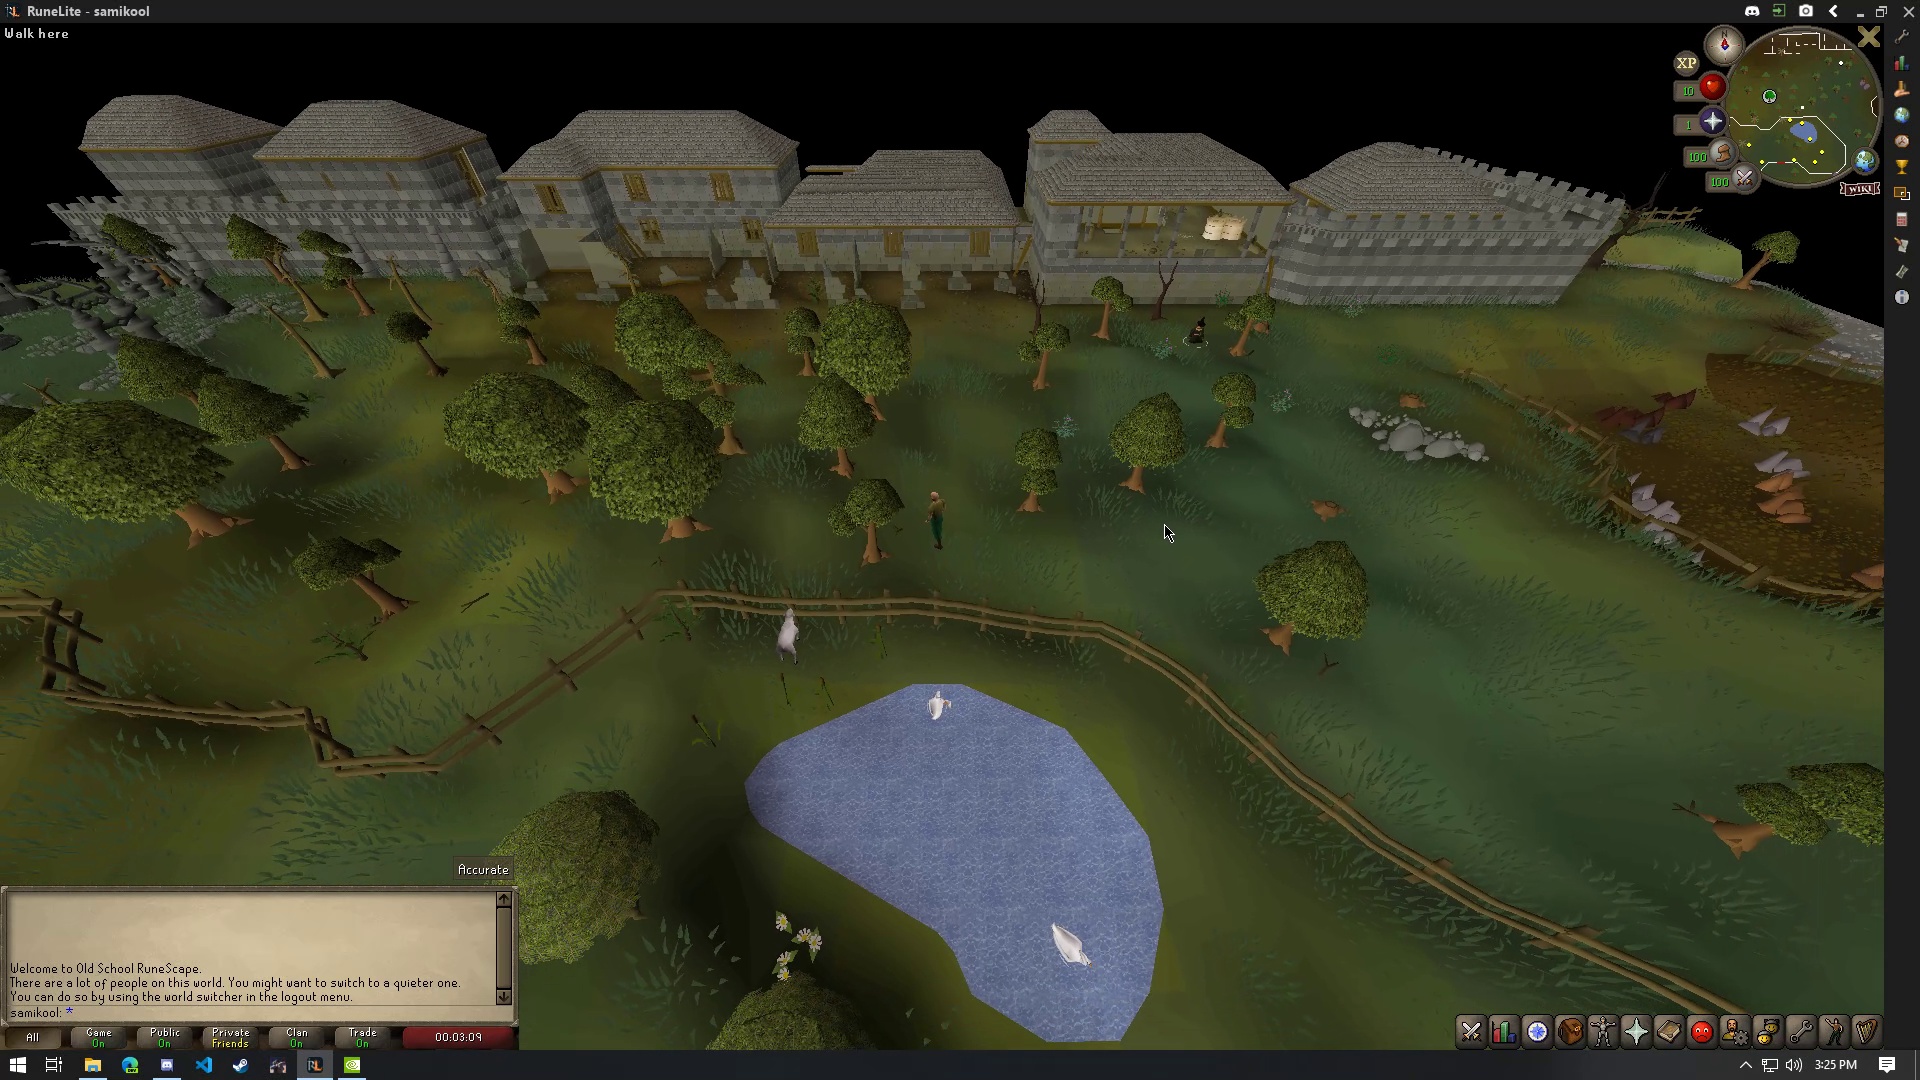 RuneLite - samikool
Walk here
N
XP
10
1
100
100
WIKI
Accurate
Welcome to Old School RuneScape.
There are a lot of people on this world. You might want to switch to a quieter one.
You can do so by using the world switcher in the logout menu.
samikool: *
All
Game
On
Public
On
Private
Friends
Clan
On
Trade
On
00:03:09
3:25 PM